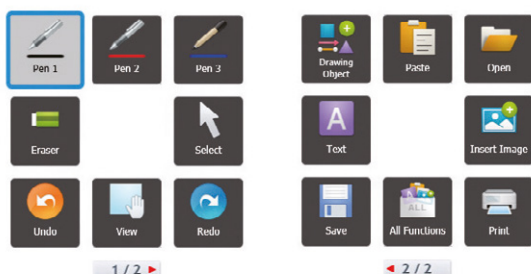 Pen 1
Pen 2
Pen 3
Eraser
Select
Undo
View
Redo
1 / 2
Drawing
Object
Paste
Open
A
Text
Insert Image
Save
ALL
All Functions
Print
2 / 2